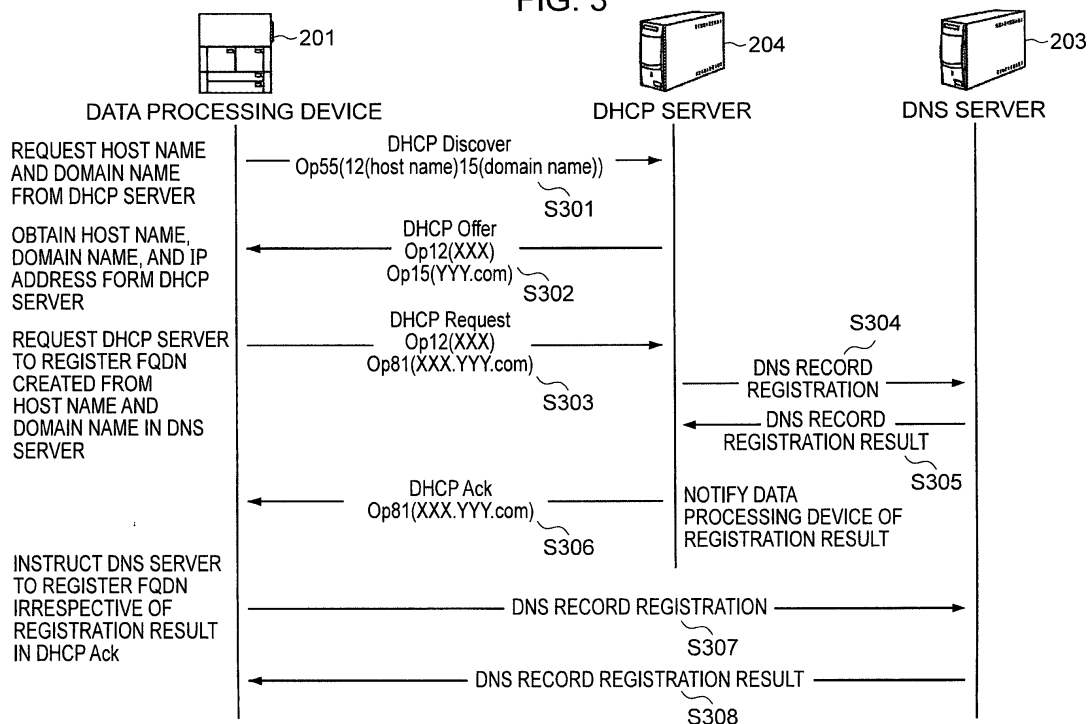 FIG. 3
201
204
203
DATA PROCESSING DEVICE
DHCP SERVER
DNS SERVER
REQUEST HOST NAME
AND DOMAIN NAME
FROM DHCP SERVER
DHCP Discover
Op55(12(host name)15(domain name))
S301
OBTAIN HOST NAME,
DOMAIN NAME, AND IP
ADDRESS FORM DHCP
SERVER
DHCP Offer
Op12(XXX)
Op15(YYY.com)
S302
REQUEST DHCP SERVER
TO REGISTER FQDN
CREATED FROM
HOST NAME AND
DOMAIN NAME IN DNS
SERVER
DHCP Request
Op12(XXX)
Op81(XXX.YYY.com)
S303
S304
DNS RECORD
REGISTRATION
DNS RECORD
REGISTRATION RESULT
S305
DHCP Ack
Op81(XXX.YYY.com)
S306
NOTIFY DATA
PROCESSING DEVICE OF
REGISTRATION RESULT
INSTRUCT DNS SERVER
TO REGISTER FQDN
IRRESPECTIVE OF
REGISTRATION RESULT
IN DHCP Ack
DNS RECORD REGISTRATION
S307
DNS RECORD REGISTRATION RESULT
S308